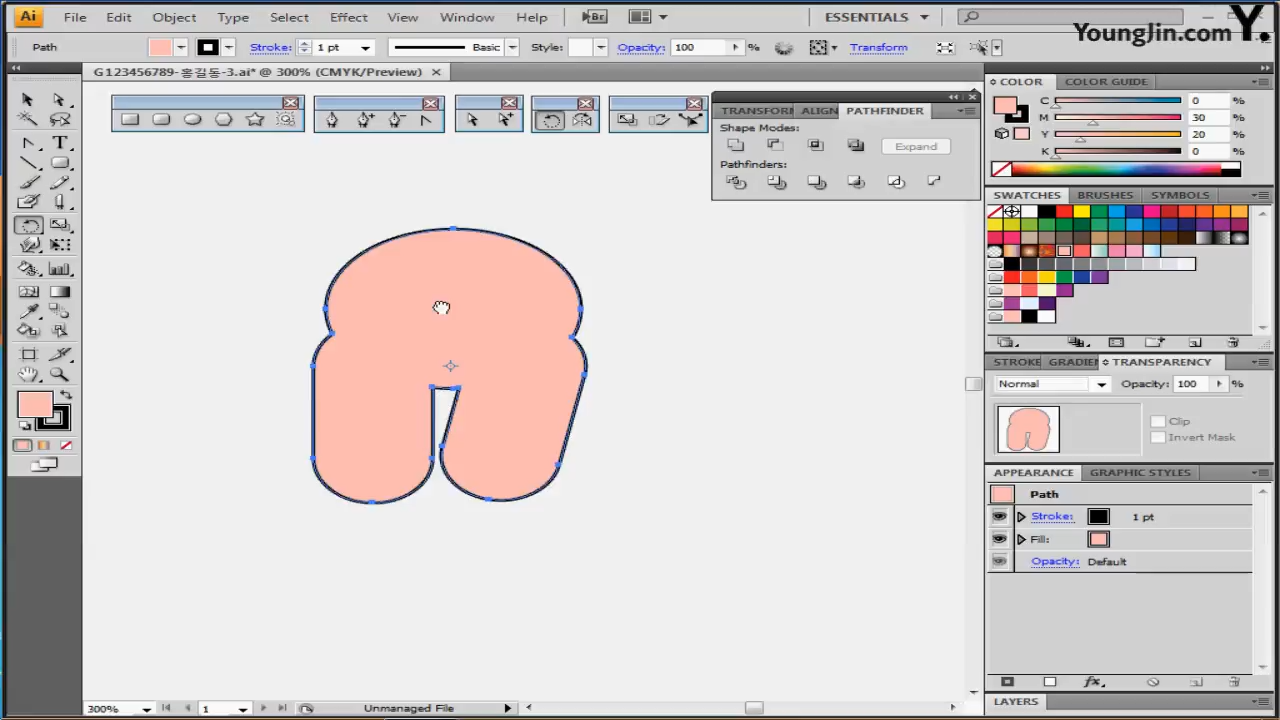 Ai File Edit Object Type Select Effect View Window Help Br ESSENTIALS
YoungJin.com Y.
Path Stroke: 1 pt Basic Style: Opacity: 100 % Transform
G123456789-홍길동-3.ai* @ 300% (CMYK/Preview)
COLOR COLOR GUIDE
C 0 %
M 30 %
Y 20 %
K 0 %
TRANSFORM ALIGN PATHFINDER
Shape Modes:
Expand
Pathfinders:
SWATCHES BRUSHES SYMBOLS
STROKE GRADIEN TRANSPARENCY
Normal Opacity: 100 %
Clip
Invert Mask
APPEARANCE GRAPHIC STYLES
Path
Stroke: 1 pt
Fill:
Opacity: Default
fx
LAYERS
300% 1 Unmanaged File